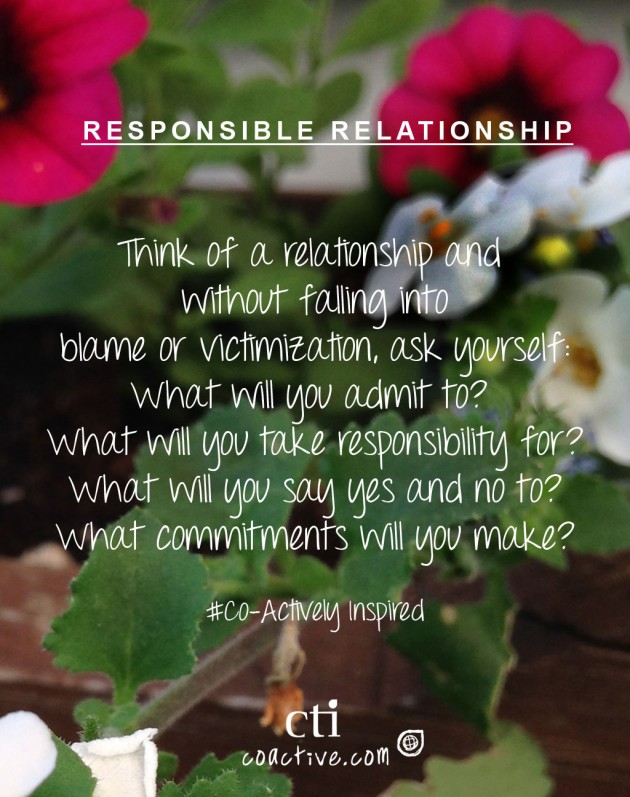 RESPONSIBLE RELATIONSHIP
Think of a relationship and
without falling into
blame or victimization, ask yourself:
What will you admit to?
What will you take responsibility for?
What will you say yes and no to?
What commitments will you make?
#Co-Actively Inspired
cti
coactive.com